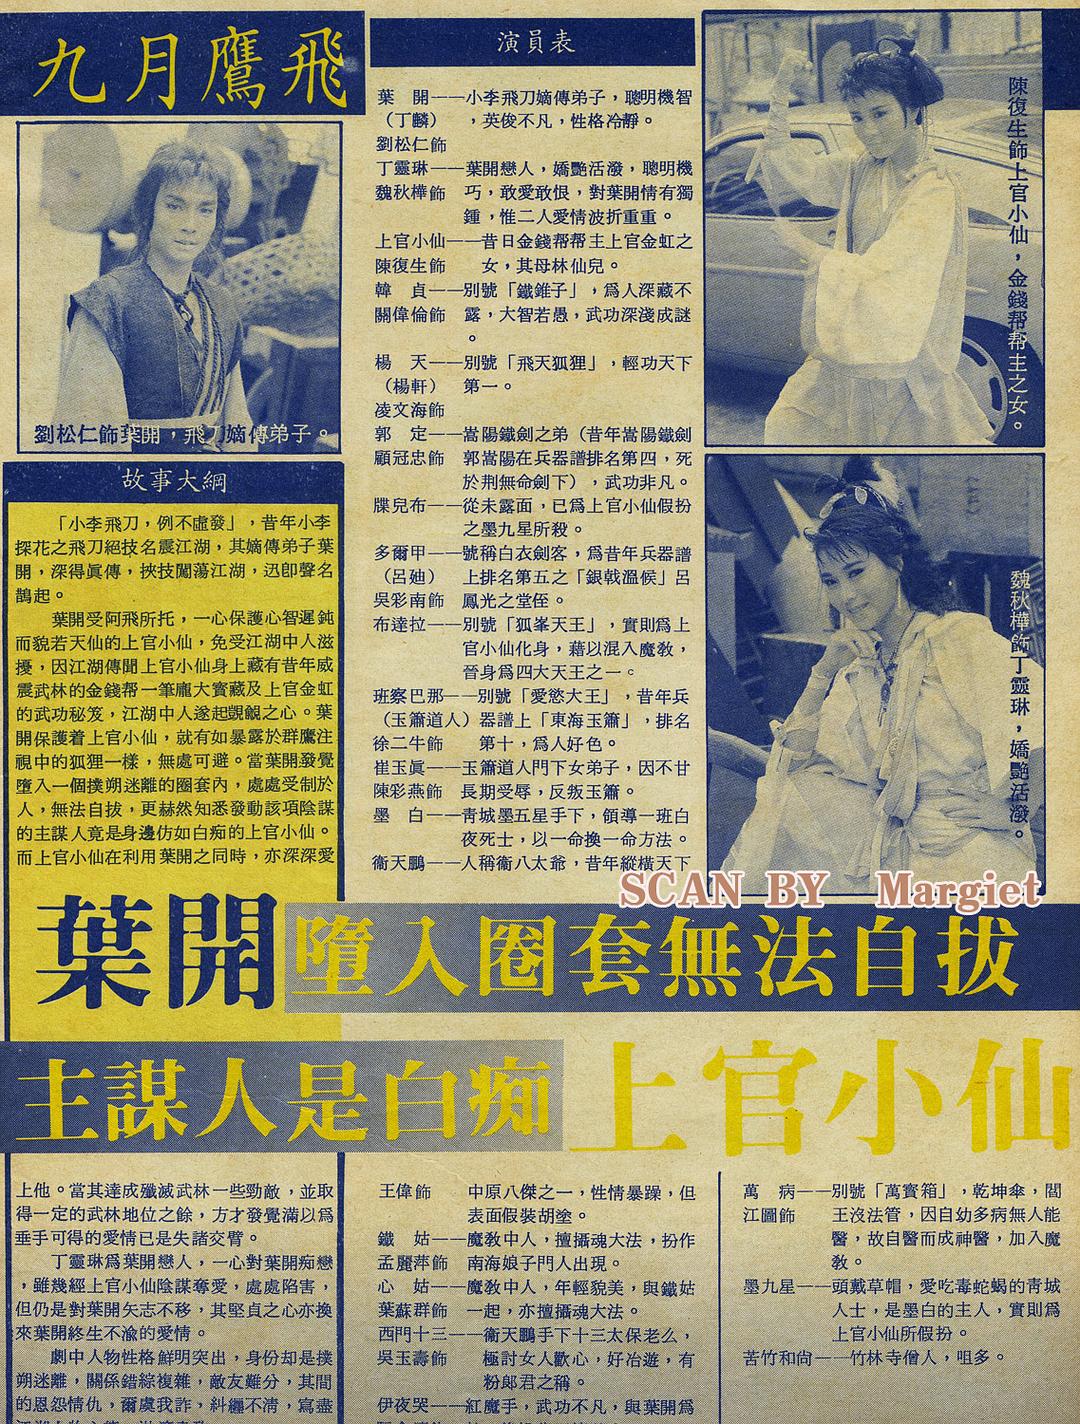 九月鷹飛
劉松仁飾葉開，飛刀嫡傳弟子。
故事大綱
「小李飛刀，例不虛發」，昔年小李
探花之飛刀絕技名震江湖，其嫡傳弟子葉
開，深得眞傳，挾技闖蕩江湖，迅卽聲名
鵲起。
葉開受阿飛所托，一心保護心智遲鈍
而貌若天仙的上官小仙，免受江湖中人滋
擾，因江湖傳聞上官小仙身上藏有昔年威
震武林的金錢帮一筆龐大寶藏及上官金虹
的武功秘笈，江湖中人遂起覬覦之心。葉
開保護着上官小仙，就有如暴露於群鷹注
視中的狐狸一樣，無處可避。當葉開發覺
墮入一個撲朔迷離的圈套內，處處受制於
人，無法自拔，更赫然知悉發動該項陰謀
的主謀人竟是身邊仿如白痴的上官小仙。
而上官小仙在利用葉開之同時，亦深深愛
演員表
葉　開——小李飛刀嫡傳弟子，聰明機智
（丁麟）　，英俊不凡，性格冷靜。
劉松仁飾
丁靈琳——葉開戀人，嬌艷活潑，聰明機
魏秋樺飾　巧，敢愛敢恨，對葉開情有獨
鍾，惟二人愛情波折重重。
上官小仙——昔日金錢帮帮主上官金虹之
陳復生飾　女，其母林仙兒。
韓　貞——別號「鐵錐子」，爲人深藏不
關偉倫飾　露，大智若愚，武功深淺成謎
。
楊　天——別號「飛天狐狸」，輕功天下
（楊軒）　第一。
凌文海飾
郭　定——嵩陽鐵劍之弟（昔年嵩陽鐵劍
顧冠忠飾　郭嵩陽在兵器譜排名第四，死
於荆無命劍下），武功非凡。
牒兒布——從未露面，已爲上官小仙假扮
之墨九星所殺。
多爾甲——號稱白衣劍客，爲昔年兵器譜
（呂廸）　上排名第五之「銀戟溫候」呂
吳彩南飾　鳳光之堂侄。
布達拉——別號「狐峯天王」，實則爲上
官小仙化身，藉以混入魔敎，
晉身爲四大天王之一。
班察巴那——別號「愛慾大王」，昔年兵
（玉簫道人）器譜上「東海玉簫」，排名
徐二牛飾　第十，爲人好色。
崔玉眞——玉簫道人門下女弟子，因不甘
陳彩燕飾　長期受辱，反叛玉簫。
墨　白——靑城墨五星手下，領導一班白
夜死士，以一命換一命方法。
衞天鵬——人稱衞八太爺，昔年縱橫天下
陳復生飾上官小仙，金錢帮帮主之女。
魏秋樺飾丁靈琳，嬌艷活潑。
SCAN BY Margiet
葉開墮入圈套無法自拔
主謀人是白痴上官小仙
上他。當其達成殲滅武林一些勁敵，並取
得一定的武林地位之餘，方才發覺滿以爲
垂手可得的愛情已是失諸交臂。
丁靈琳爲葉開戀人，一心對葉開痴戀
，雖幾經上官小仙陰謀奪愛，處處陷害，
但仍是對葉開矢志不移，其堅貞之心亦換
來葉開終生不渝的愛情。
劇中人物性格鮮明突出，身份却是撲
朔迷離，關係錯綜複雜，敵友難分，其間
的恩怨情仇，爾虞我詐，糾纒不淸，寫盡
王偉飾　中原八傑之一，性情暴躁，但
表面假裝胡塗。
鐵　姑——魔敎中人，擅攝魂大法，扮作
孟麗萍飾　南海娘子門人出現。
心　姑——魔敎中人，年輕貌美，與鐵姑
葉蘇群飾　一起，亦擅攝魂大法。
西門十三——衞天鵬手下十三太保老么，
吳玉壽飾　極討女人歡心，好冶遊，有
粉郎君之稱。
伊夜哭——紅魔手，武功不凡，與葉開爲
萬　病——別號「萬寶箱」，乾坤傘，閻
江圖飾　王沒法管，因自幼多病無人能
醫，故自醫而成神醫，加入魔
敎。
墨九星——頭戴草帽，愛吃毒蛇蝎的靑城
人士，是墨白的主人，實則爲
上官小仙所假扮。
苦竹和尙——竹林寺僧人，咀多。